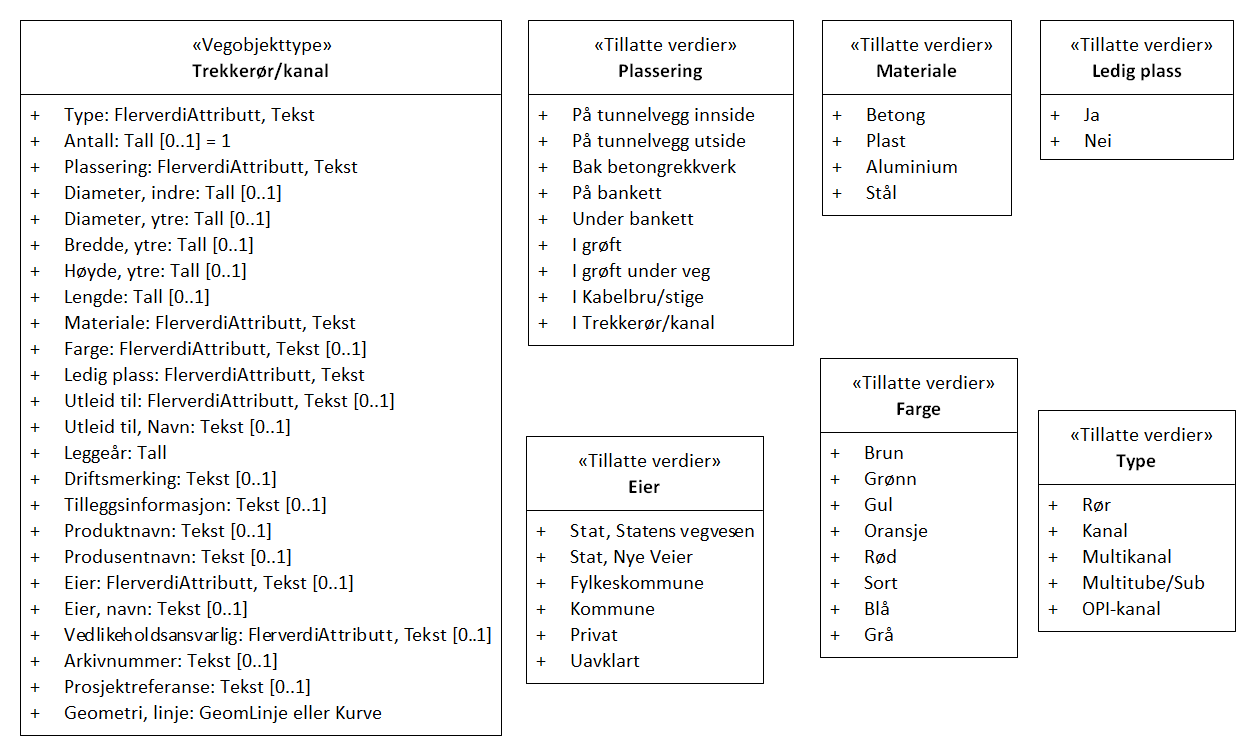 «Vegobjekttype»
Trekkerør/kanal
+ Type: FlerverdiAttributt, Tekst
+ Antall: Tall [0..1] = 1
+ Plassering: FlerverdiAttributt, Tekst
+ Diameter, indre: Tall [0..1]
+ Diameter, ytre: Tall [0..1]
+ Bredde, ytre: Tall [0..1]
+ Høyde, ytre: Tall [0..1]
+ Lengde: Tall [0..1]
+ Materiale: FlerverdiAttributt, Tekst
+ Farge: FlerverdiAttributt, Tekst [0..1]
+ Ledig plass: FlerverdiAttributt, Tekst
+ Utleid til: FlerverdiAttributt, Tekst [0..1]
+ Utleid til, Navn: Tekst [0..1]
+ Leggeår: Tall
+ Driftsmerking: Tekst [0..1]
+ Tilleggsinformasjon: Tekst [0..1]
+ Produktnavn: Tekst [0..1]
+ Produsentnavn: Tekst [0..1]
+ Eier: FlerverdiAttributt, Tekst [0..1]
+ Eier, navn: Tekst [0..1]
+ Vedlikeholdsansvarlig: FlerverdiAttributt, Tekst [0..1]
+ Arkivnummer: Tekst [0..1]
+ Prosjektreferanse: Tekst [0..1]
+ Geometri, linje: GeomLinje eller Kurve
«Tillatte verdier»
Plassering
+ På tunnelvegg innside
+ På tunnelvegg utside
+ Bak betongrekkverk
+ På bankett
+ Under bankett
+ I grøft
+ I grøft under veg
+ I Kabelbru/stige
+ I Trekkerør/kanal
«Tillatte verdier»
Materiale
+ Betong
+ Plast
+ Aluminium
+ Stål
«Tillatte verdier»
Ledig plass
+ Ja
+ Nei
«Tillatte verdier»
Eier
+ Stat, Statens vegvesen
+ Stat, Nye Veier
+ Fylkeskommune
+ Kommune
+ Privat
+ Uavklart
«Tillatte verdier»
Farge
+ Brun
+ Grønn
+ Gul
+ Oransje
+ Rød
+ Sort
+ Blå
+ Grå
«Tillatte verdier»
Type
+ Rør
+ Kanal
+ Multikanal
+ Multitube/Sub
+ OPI-kanal